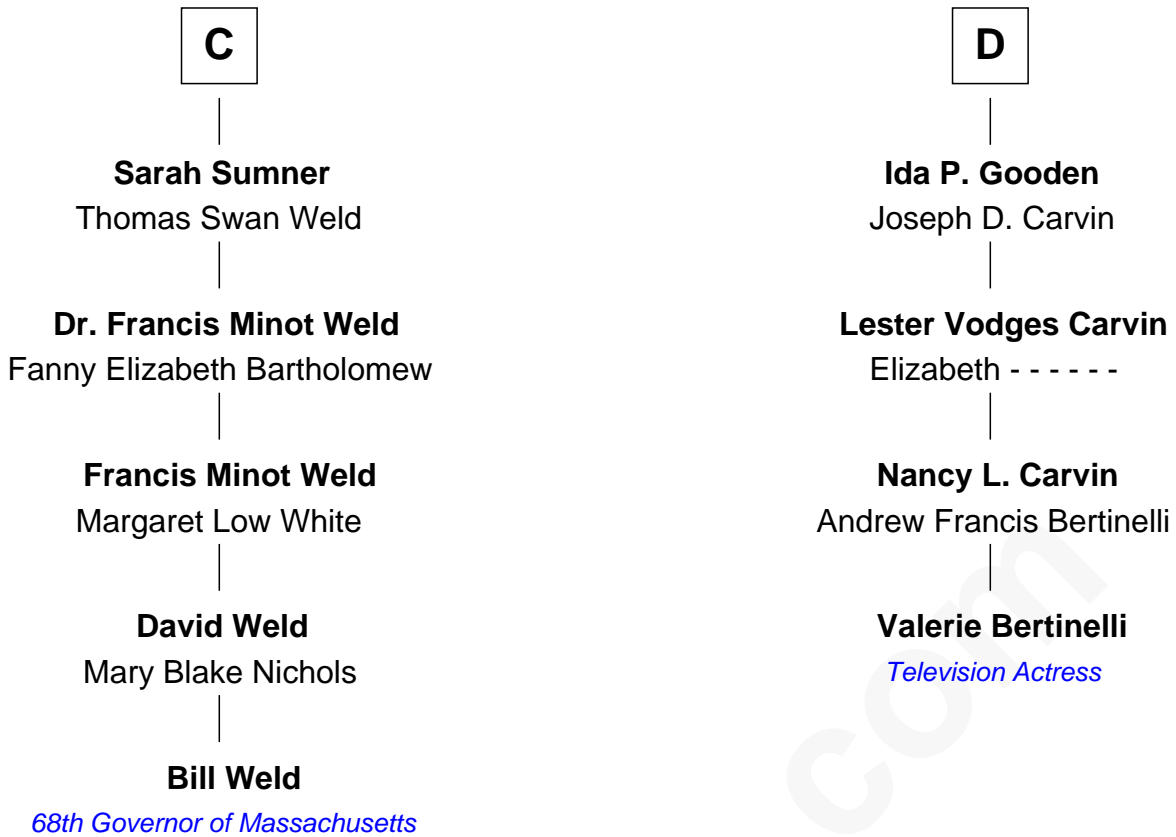 C
Sarah Sumner
Thomas Swan Weld
Dr. Francis Minot Weld
Fanny Elizabeth Bartholomew
Francis Minot Weld
Margaret Low White
David Weld
Mary Blake Nichols
Bill Weld
68th Governor of Massachusetts
D
Ida P. Gooden
Joseph D. Carvin
Lester Vodges Carvin
Elizabeth - - - - - -
Nancy L. Carvin
Andrew Francis Bertinelli
Valerie Bertinelli
Television Actress
com